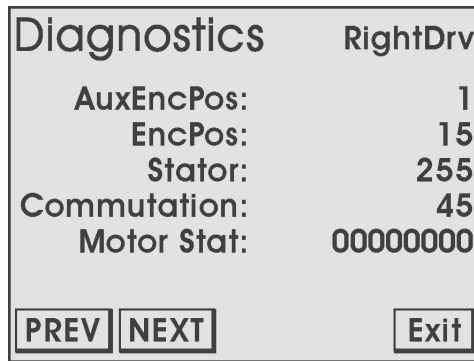 Diagnostics RightDrv
AuxEncPos: 1
EncPos: 15
Stator: 255
Commutation: 45
Motor Stat: 00000000
PREV NEXT Exit